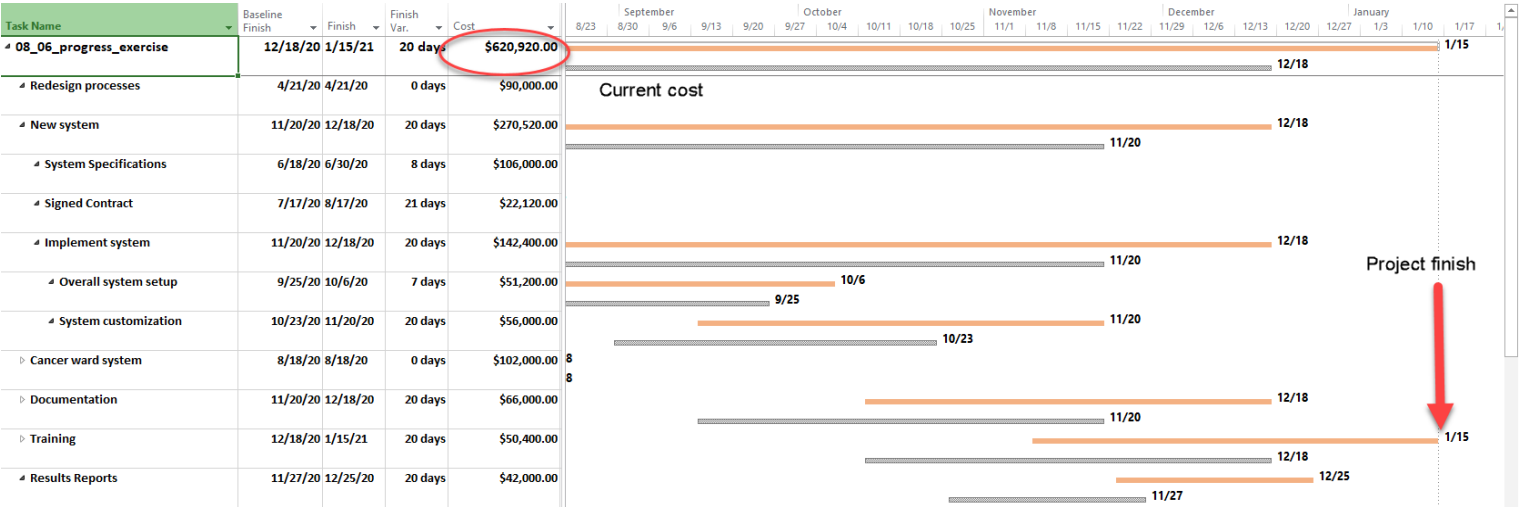 Task Name Baseline Finish Finish Finish Var. Cost
September October November December January
8/23 8/30 9/6 9/13 9/20 9/27 10/4 10/11 10/18 10/25 11/1 11/8 11/15 11/22 11/29 12/6 12/13 12/20 12/27 1/3 1/10 1/17
08_06_progress_exercise 12/18/20 1/15/21 20 days $620,920.00 1/15
12/18
Redesign processes 4/21/20 4/21/20 0 days $90,000.00
Current cost
New system 11/20/20 12/18/20 20 days $270,520.00 12/18
11/20
System Specifications 6/18/20 6/30/20 8 days $106,000.00
Signed Contract 7/17/20 8/17/20 21 days $22,120.00
Implement system 11/20/20 12/18/20 20 days $142,400.00 12/18
11/20
Project finish
Overall system setup 9/25/20 10/6/20 7 days $51,200.00 10/6
9/25
System customization 10/23/20 11/20/20 20 days $56,000.00 11/20
10/23
Cancer ward system 8/18/20 8/18/20 0 days $102,000.00 8
8
Documentation 11/20/20 12/18/20 20 days $66,000.00 12/18
11/20
Training 12/18/20 1/15/21 20 days $50,400.00 1/15
12/18
Results Reports 11/27/20 12/25/20 20 days $42,000.00 12/25
11/27